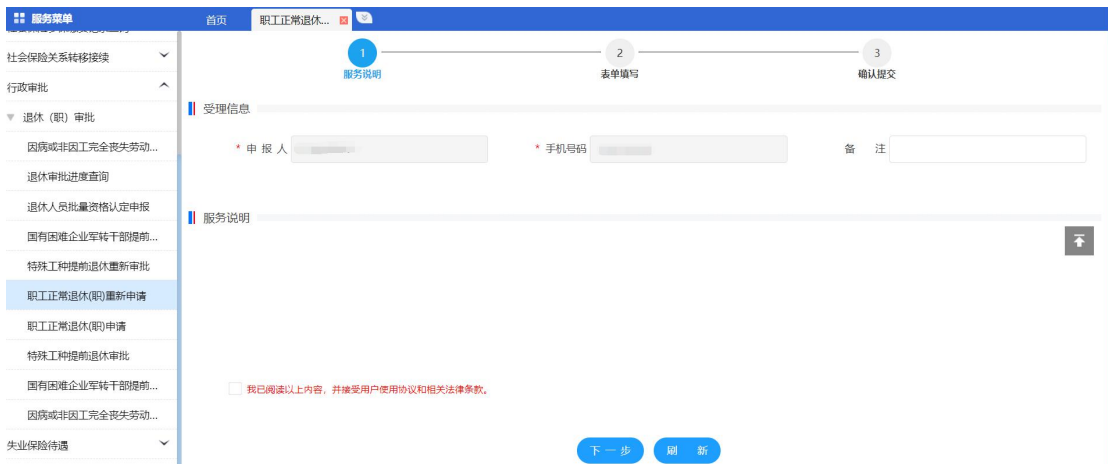 服务菜单
首页
职工正常退休...
社会保险关系转移接续
行政审批
退休（职）审批
因病或非因工完全丧失劳动...
退休审批进度查询
退休人员批量资格认定申报
国有困难企业军转干部提前...
特殊工种提前退休重新审批
职工正常退休(职)重新申请
职工正常退休(职)申请
特殊工种提前退休审批
国有困难企业军转干部提前...
因病或非因工完全丧失劳动...
失业保险待遇
1
服务说明
2
表单填写
3
确认提交
受理信息
* 申 报 人
* 手机号码
备 注
服务说明
我已阅读以上内容，并接受用户使用协议和相关法律条款。
下一步
刷 新